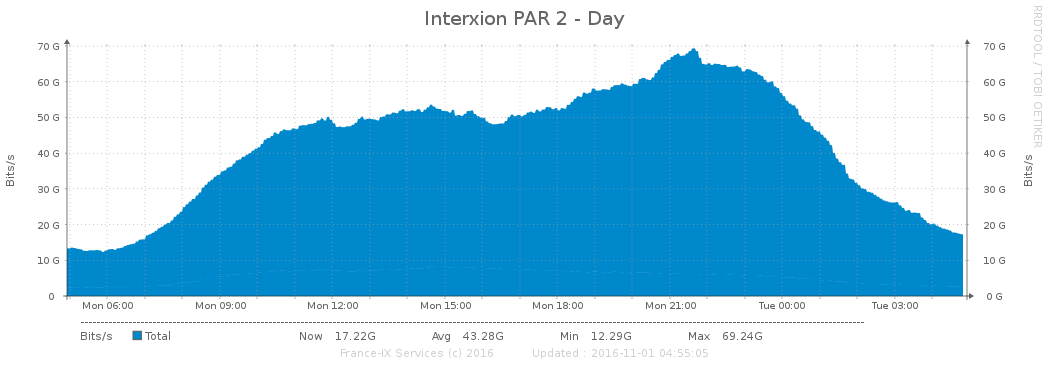 Interxion PAR 2 - Day
RRDTOOL / TOBI OETIKER
Bits/s
70 G
60 G
50 G
40 G
30 G
20 G
10 G
0
70 G
60 G
50 G
40 G
30 G
20 G
10 G
0 G
Bits/s
Mon 06:00 Mon 09:00 Mon 12:00 Mon 15:00 Mon 18:00 Mon 21:00 Tue 00:00 Tue 03:00
Bits/s Total Now 17.22G Avg 43.28G Min 12.29G Max 69.24G
France-IX Services (c) 2016 Updated : 2016-11-01 04:55:05